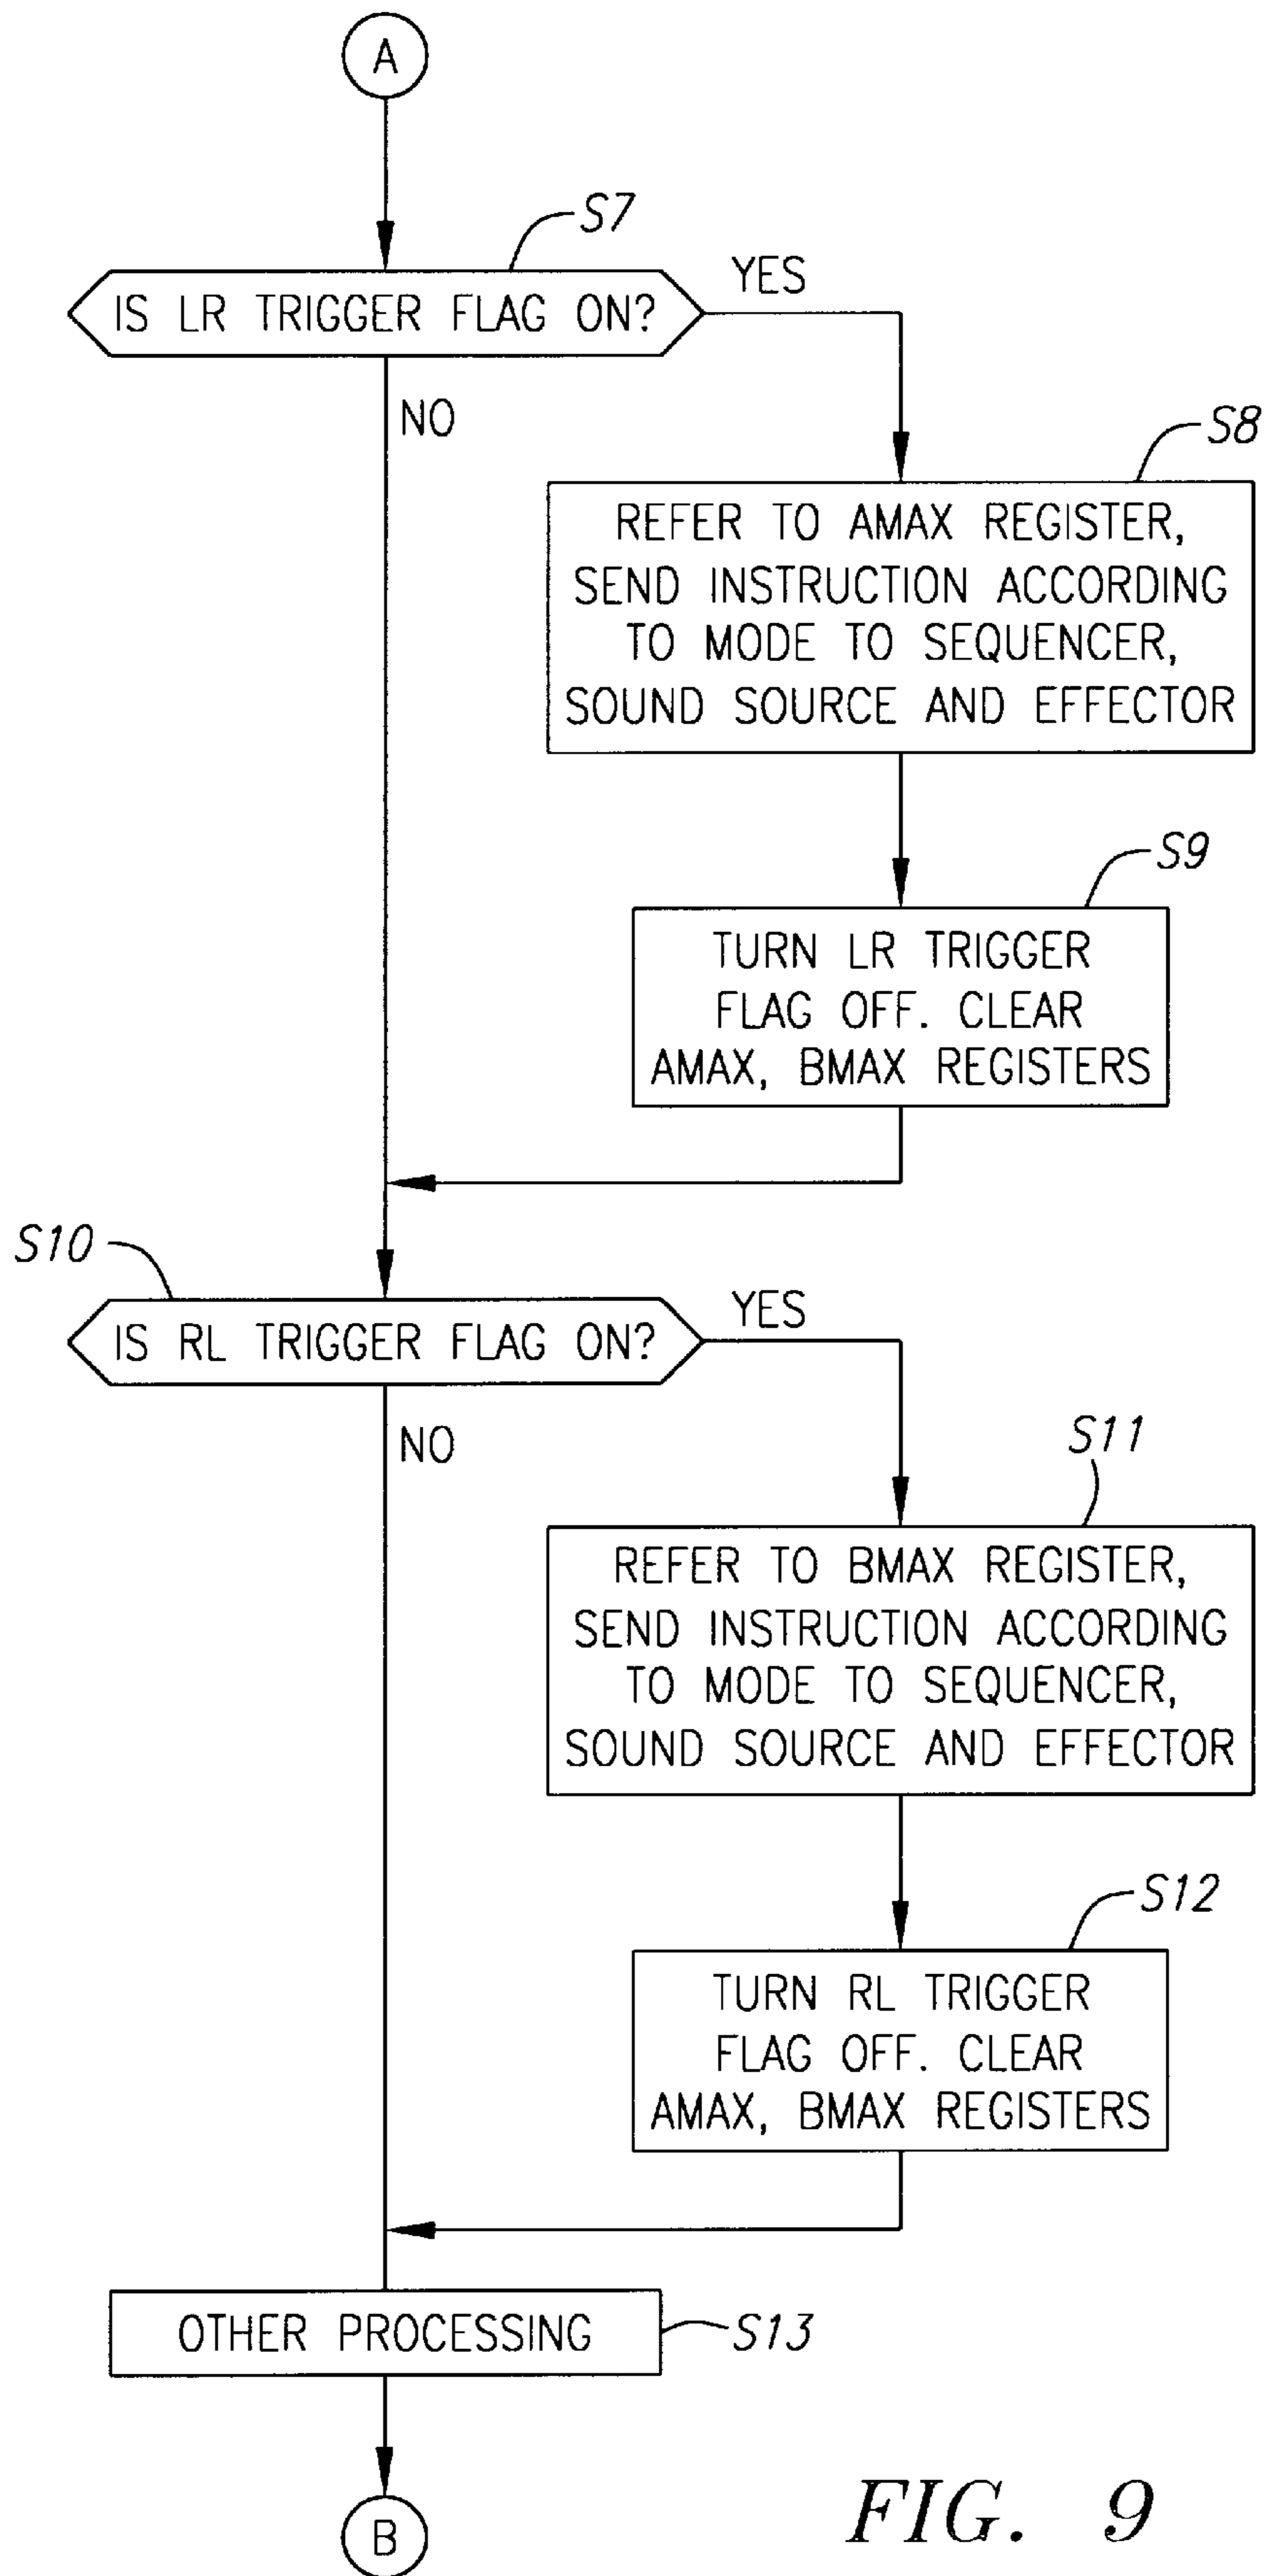 A
S7
IS LR TRIGGER FLAG ON?
YES
NO
S8
REFER TO AMAX REGISTER,
SEND INSTRUCTION ACCORDING
TO MODE TO SEQUENCER,
SOUND SOURCE AND EFFECTOR
S9
TURN LR TRIGGER
FLAG OFF. CLEAR
AMAX, BMAX REGISTERS
S10
IS RL TRIGGER FLAG ON?
YES
NO
S11
REFER TO BMAX REGISTER,
SEND INSTRUCTION ACCORDING
TO MODE TO SEQUENCER,
SOUND SOURCE AND EFFECTOR
S12
TURN RL TRIGGER
FLAG OFF. CLEAR
AMAX, BMAX REGISTERS
OTHER PROCESSING
S13
B
FIG. 9